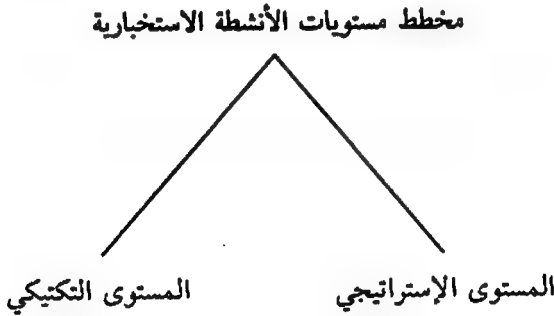 مخطط مستويات الأنشطة الاستخبارية
المستوى الإستراتيجي
المستوى التكتيكي